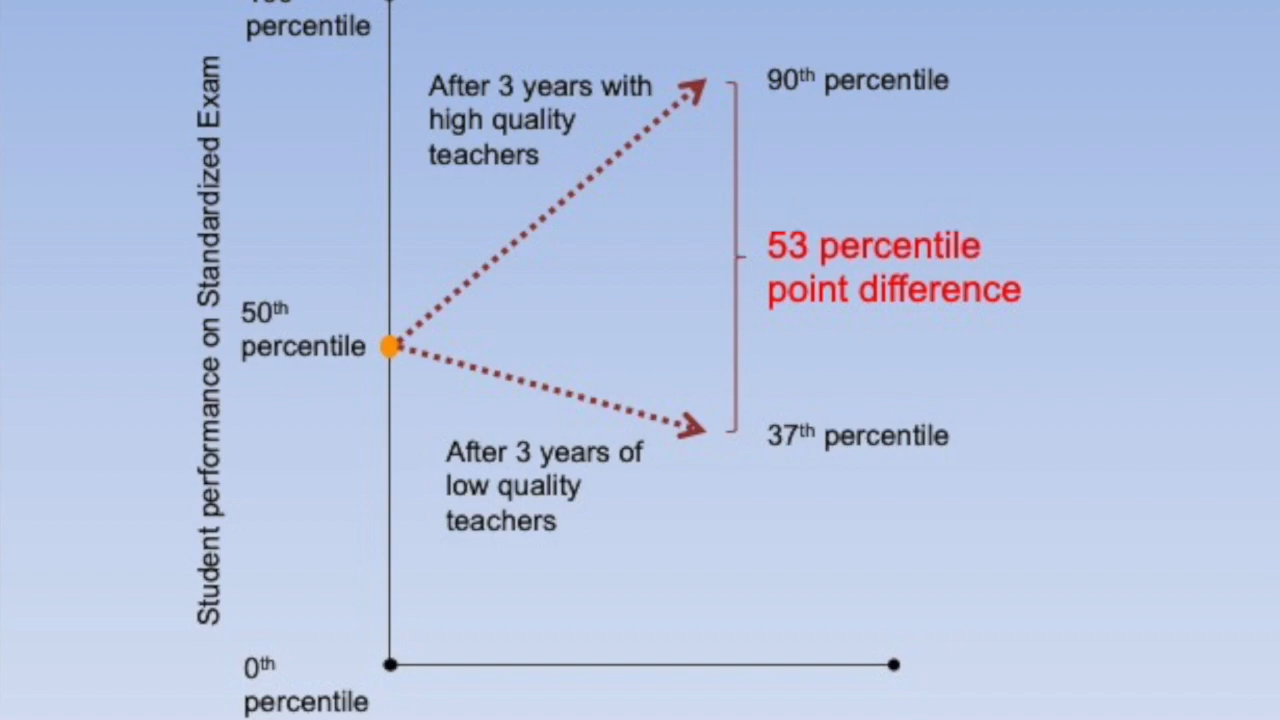 percentile
Student performance on Standardized Exam
After 3 years with
high quality
teachers
90th percentile
53 percentile
point difference
50th
percentile
37th percentile
After 3 years of
low quality
teachers
0th
percentile